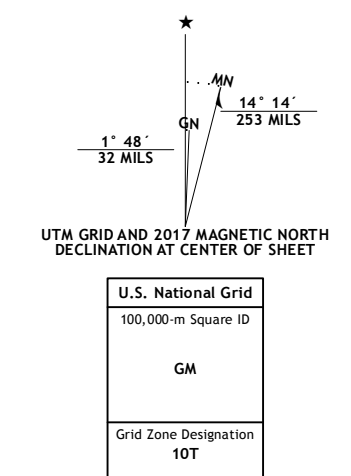 MN
14° 14´
253 MILS
GN
1° 48´
32 MILS
UTM GRID AND 2017 MAGNETIC NORTH
DECLINATION AT CENTER OF SHEET
U.S. National Grid
100,000-m Square ID
GM
Grid Zone Designation
10T